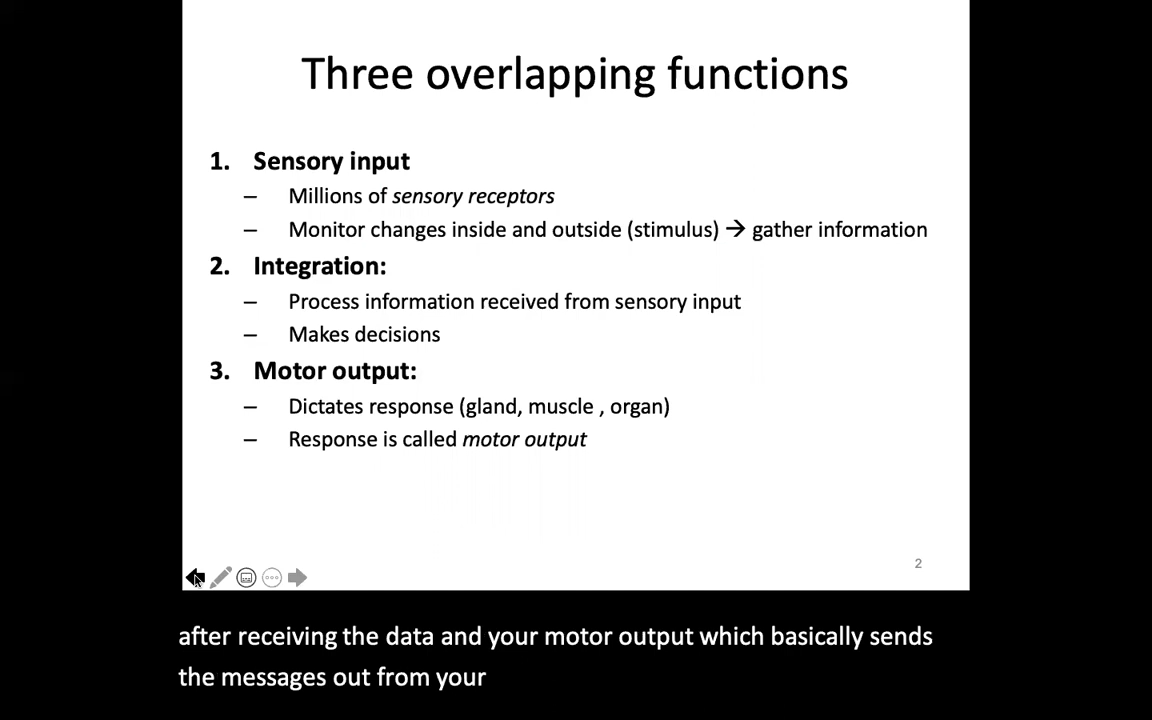 Three overlapping functions
1. Sensory input
– Millions of sensory receptors
– Monitor changes inside and outside (stimulus) → gather information
2. Integration:
– Process information received from sensory input
– Makes decisions
3. Motor output:
– Dictates response (gland, muscle , organ)
– Response is called motor output
2
after receiving the data and your motor output which basically sends
the messages out from your